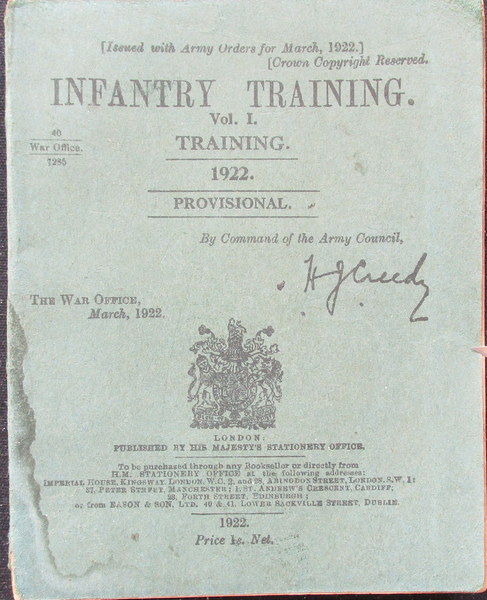 [Issued with Army Orders for March, 1922.]
[Crown Copyright Reserved.
INFANTRY TRAINING.
Vol. I.
40
War Office.
7285
TRAINING.
1922.
PROVISIONAL.
By Command of the Army Council,
H J Creedy
THE WAR OFFICE,
March, 1922.
LONDON:
PUBLISHED BY HIS MAJESTY'S STATIONERY OFFICE.
To be purchased through any Bookseller or directly from
H.M. STATIONERY OFFICE at the following addresses:
IMPERIAL HOUSE, KINGSWAY, LONDON, W.C. 2, and 28, ABINGDON STREET, LONDON, S.W. 1;
37, PETER STREET, MANCHESTER; 1, ST. ANDREW'S CRESCENT, CARDIFF;
23, FORTH STREET, EDINBURGH;
or from EASON & SON, LTD., 40 & 41, LOWER SACKVILLE STREET, DUBLIN.
1922.
Price 1s. Net.